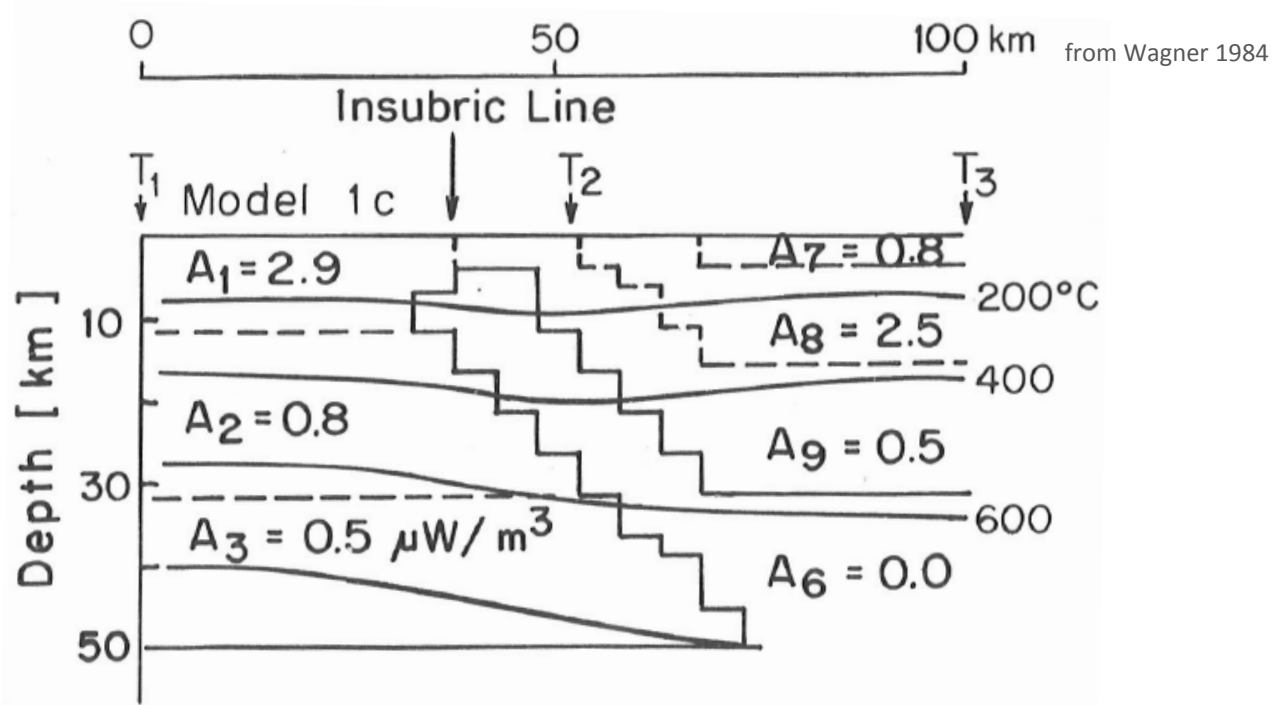 0 50 100 km from Wagner 1984
Insubric Line
T₁ T₂ T₃
Model 1c
A₁ = 2.9 A₇ = 0.8
200°C
10 A₈ = 2.5
400
A₂ = 0.8 A₉ = 0.5
30
600
A₃ = 0.5 μW/m³
A₆ = 0.0
50
Depth [km]